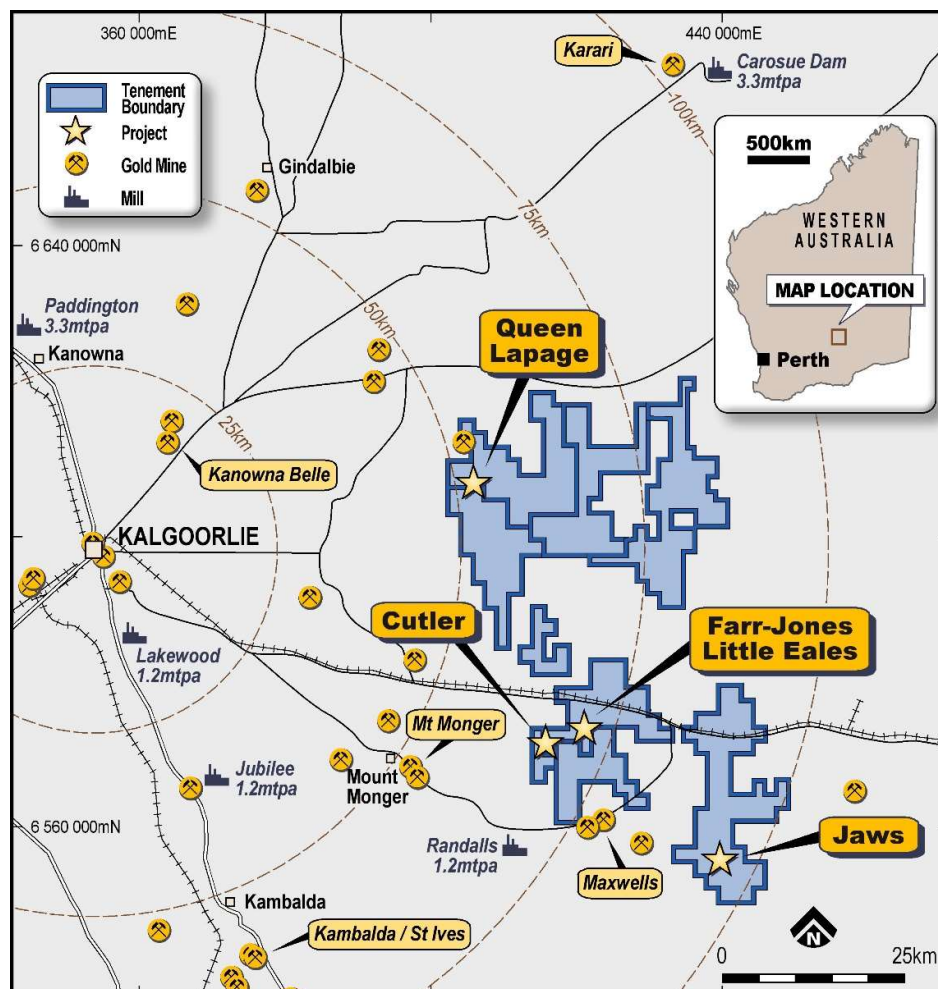 360 000mE
440 000mE
Karari
Carosue Dam
3.3mtpa
100km
Tenement
Boundary
Project
Gold Mine
Mill
500km
WESTERN
AUSTRALIA
MAP LOCATION
Perth
Gindalbie
75km
6 640 000mN
50km
Paddington
3.3mtpa
Kanowna
Queen
Lapage
25km
Kanowna Belle
KALGOORLIE
Cutler
Farr-Jones
Little Eales
Lakewood
1.2mtpa
Mt Monger
Jubilee
1.2mtpa
Mount
Monger
6 560 000mN
Randalls
1.2mtpa
Jaws
Maxwells
Kambalda
Kambalda / St Ives
N
0
25km